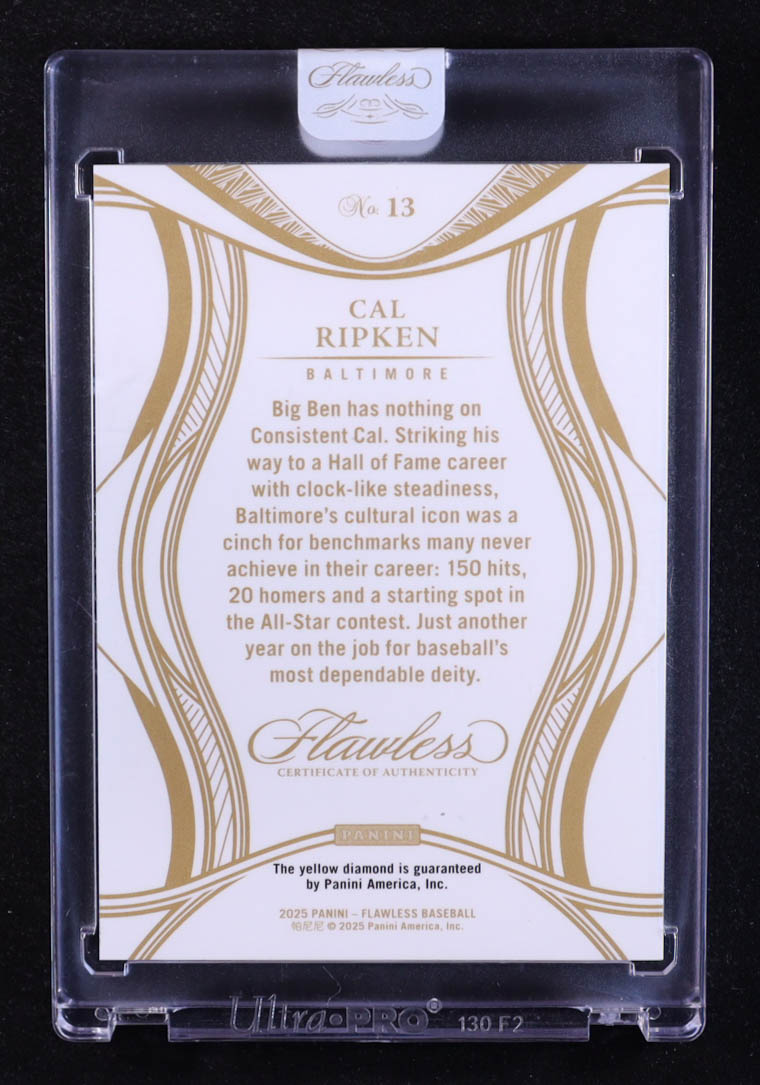 Flawless
No. 13
CAL
RIPKEN
BALTIMORE
Big Ben has nothing on
Consistent Cal. Striking his
way to a Hall of Fame career
with clock-like steadiness,
Baltimore's cultural icon was a
cinch for benchmarks many never
achieve in their career: 150 hits,
20 homers and a starting spot in
the All-Star contest. Just another
year on the job for baseball's
most dependable deity.
Flawless
CERTIFICATE OF AUTHENTICITY
PANINI
The yellow diamond is guaranteed
by Panini America, Inc.
2025 PANINI – FLAWLESS BASEBALL
帕尼尼 © 2025 Panini America, Inc.
Ultra•PRO® 130 F2